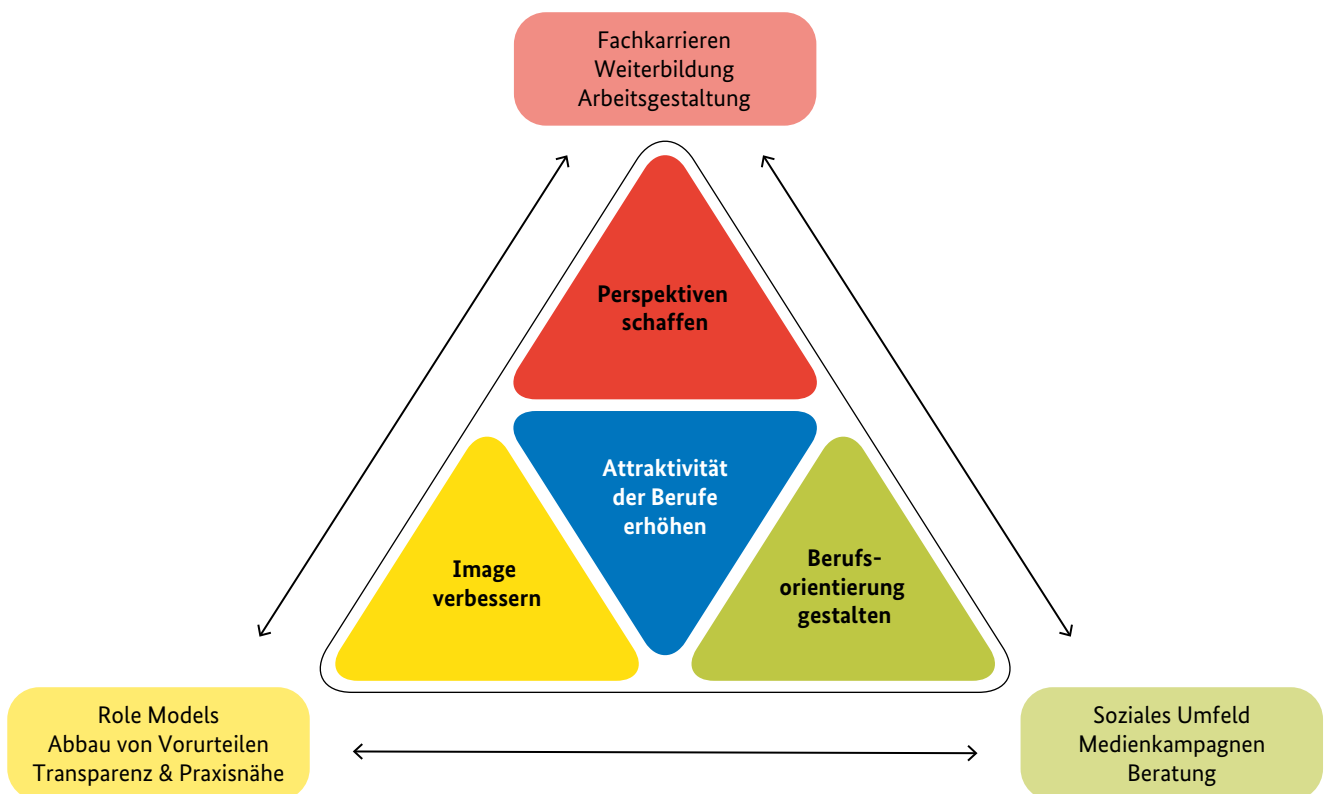 Fachkarrieren
Weiterbildung
Arbeitsgestaltung
Perspektiven
schaffen
Attraktivität
der Berufe
erhöhen
Image
verbessern
Berufs-
orientierung
gestalten
Role Models
Abbau von Vorurteilen
Transparenz & Praxisnähe
Soziales Umfeld
Medienkampagnen
Beratung